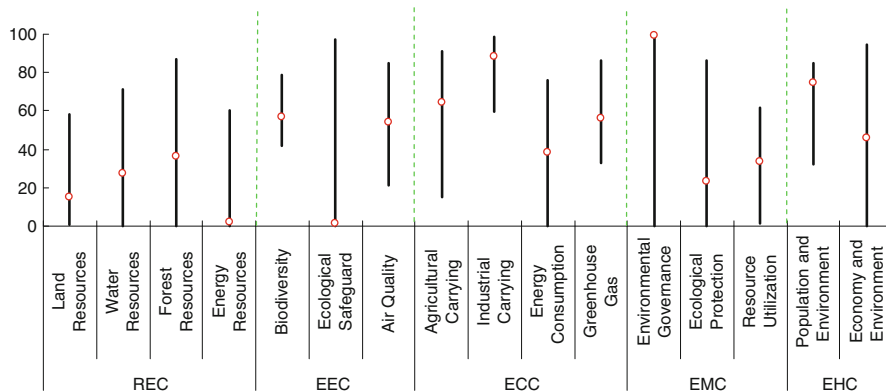 100
80
60
40
20
0
Land
Resources
Water
Resources
Forest
Resources
Energy
Resources
Biodiversity
Ecological
Safeguard
Air Quality
Agricultural
Carrying
Industrial
Carrying
Energy
Consumption
Greenhouse
Gas
Environmental
Governance
Ecological
Protection
Resource
Utilization
Population and
Environment
Economy and
Environment
REC
EEC
ECC
EMC
EHC